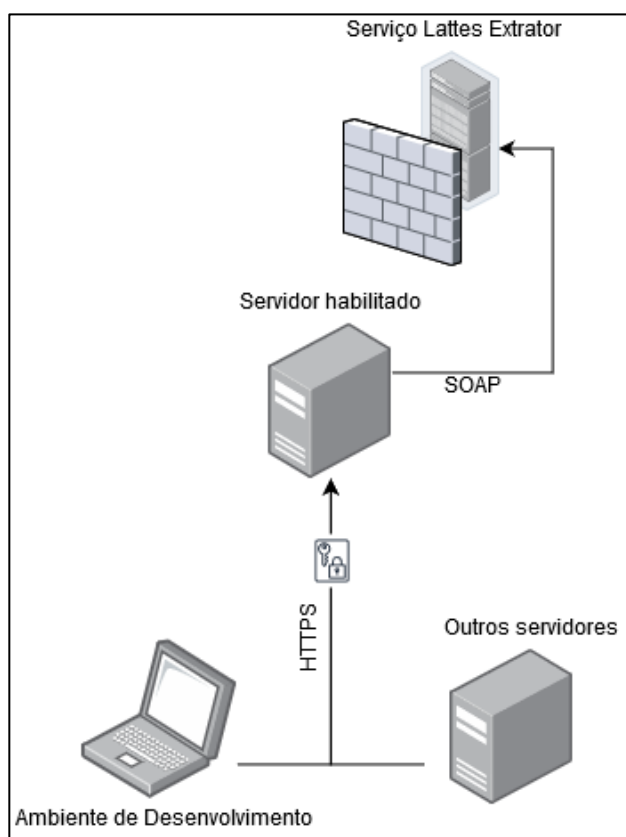 Serviço Lattes Extrator
Servidor habilitado
SOAP
HTTPS
Outros servidores
Ambiente de Desenvolvimento